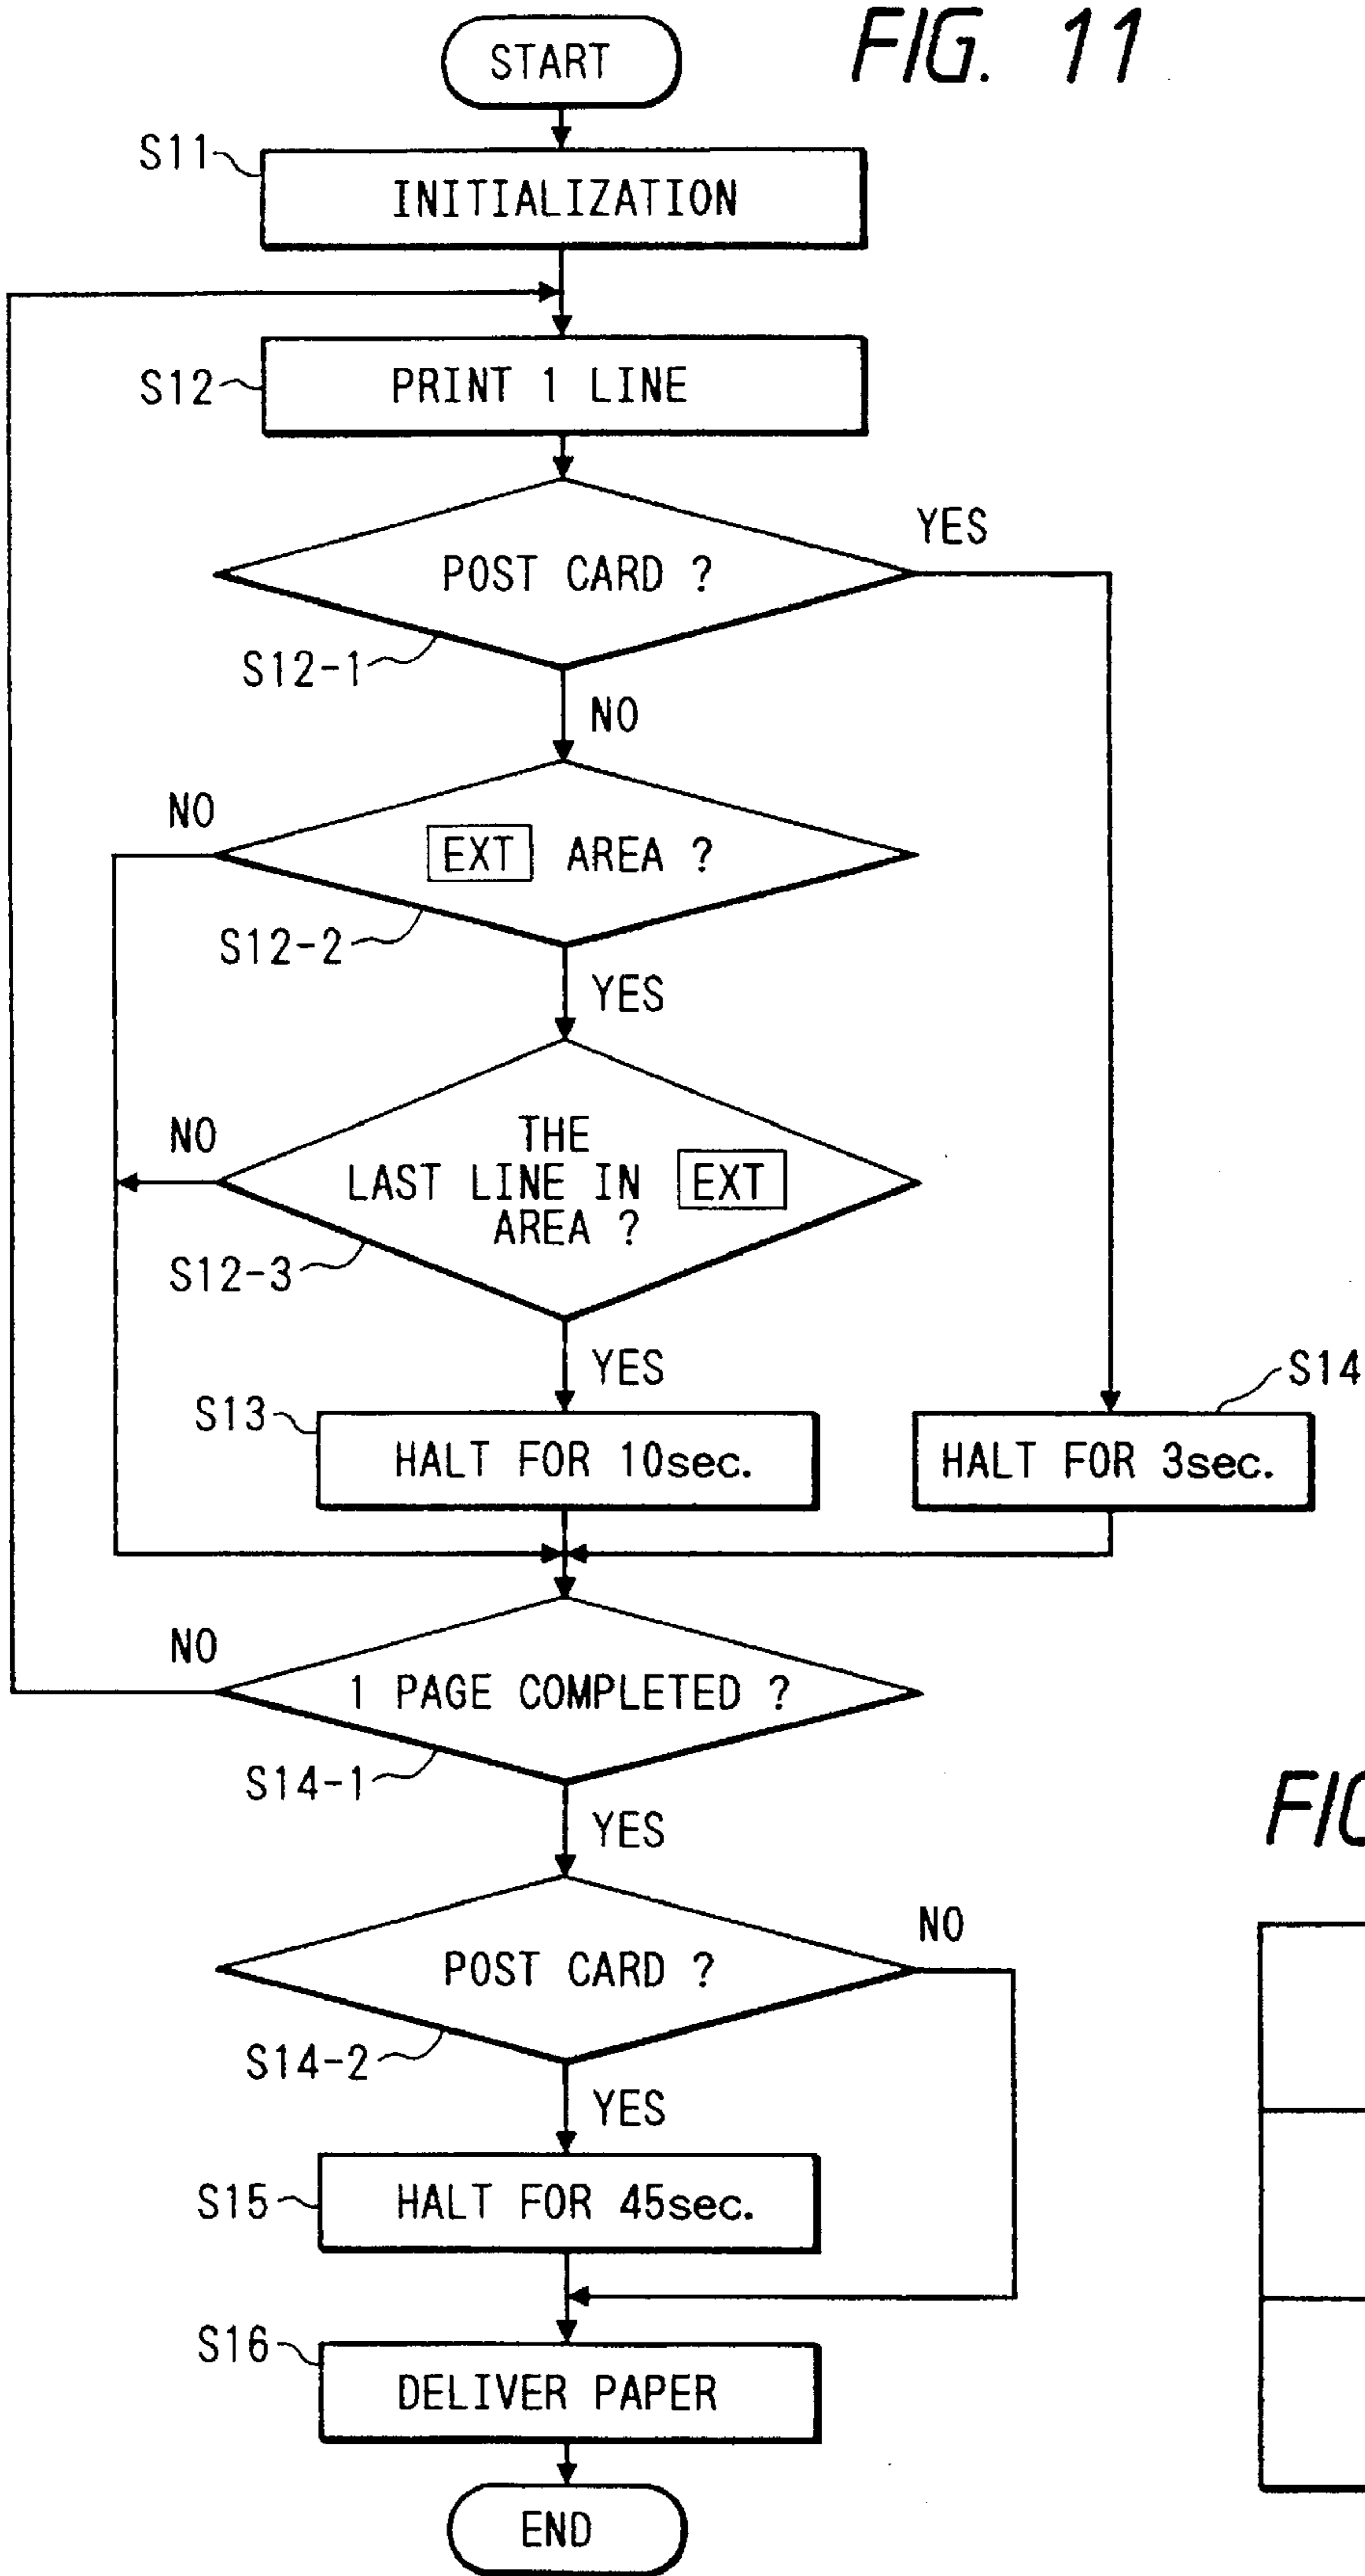 FIG. 11
START
S11
INITIALIZATION
S12
PRINT 1 LINE
POST CARD ?
YES
S12-1
NO
NO
EXT AREA ?
S12-2
YES
NO
THE
LAST LINE IN EXT
AREA ?
S12-3
YES
S13
HALT FOR 10sec.
S14
HALT FOR 3sec.
NO
1 PAGE COMPLETED ?
S14-1
YES
POST CARD ?
NO
S14-2
YES
S15
HALT FOR 45sec.
S16
DELIVER PAPER
END